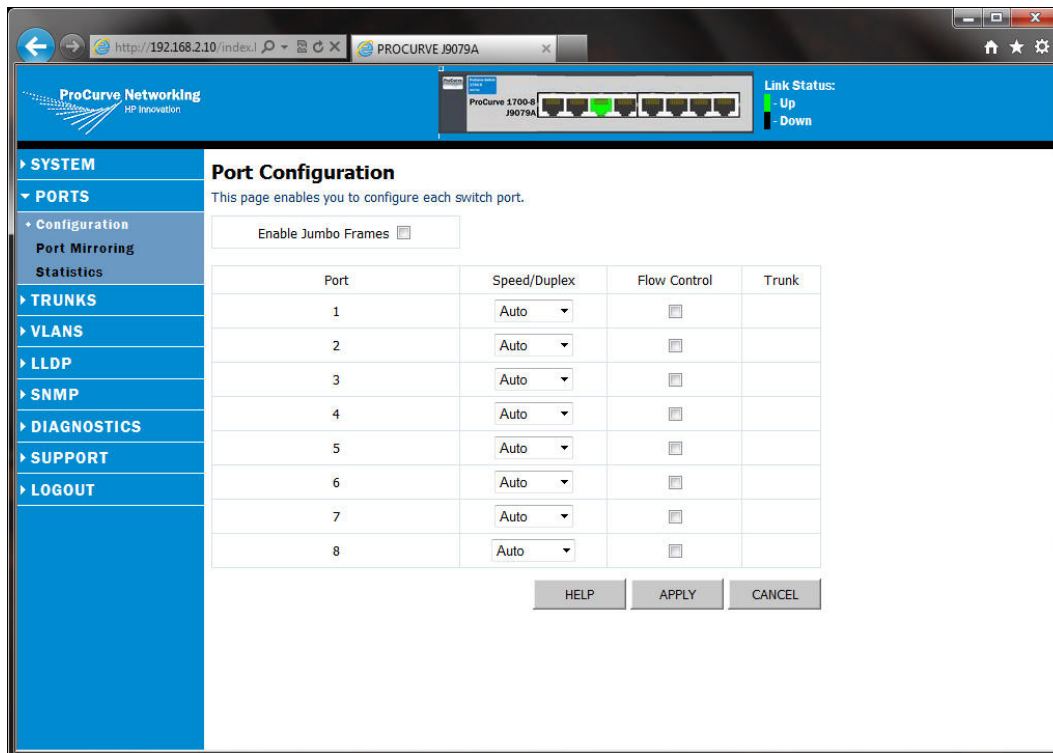 http://192.168.2.10/index.l
PROCURVE J9079A
ProCurve Networking
HP Innovation
ProCurve 1700-8
J9079A
Link Status:
- Up
- Down
SYSTEM
PORTS
Configuration
Port Mirroring
Statistics
TRUNKS
VLANS
LLDP
SNMP
DIAGNOSTICS
SUPPORT
LOGOUT
Port Configuration
This page enables you to configure each switch port.
Enable Jumbo Frames
Port Speed/Duplex Flow Control Trunk
1 Auto
2 Auto
3 Auto
4 Auto
5 Auto
6 Auto
7 Auto
8 Auto
HELP APPLY CANCEL